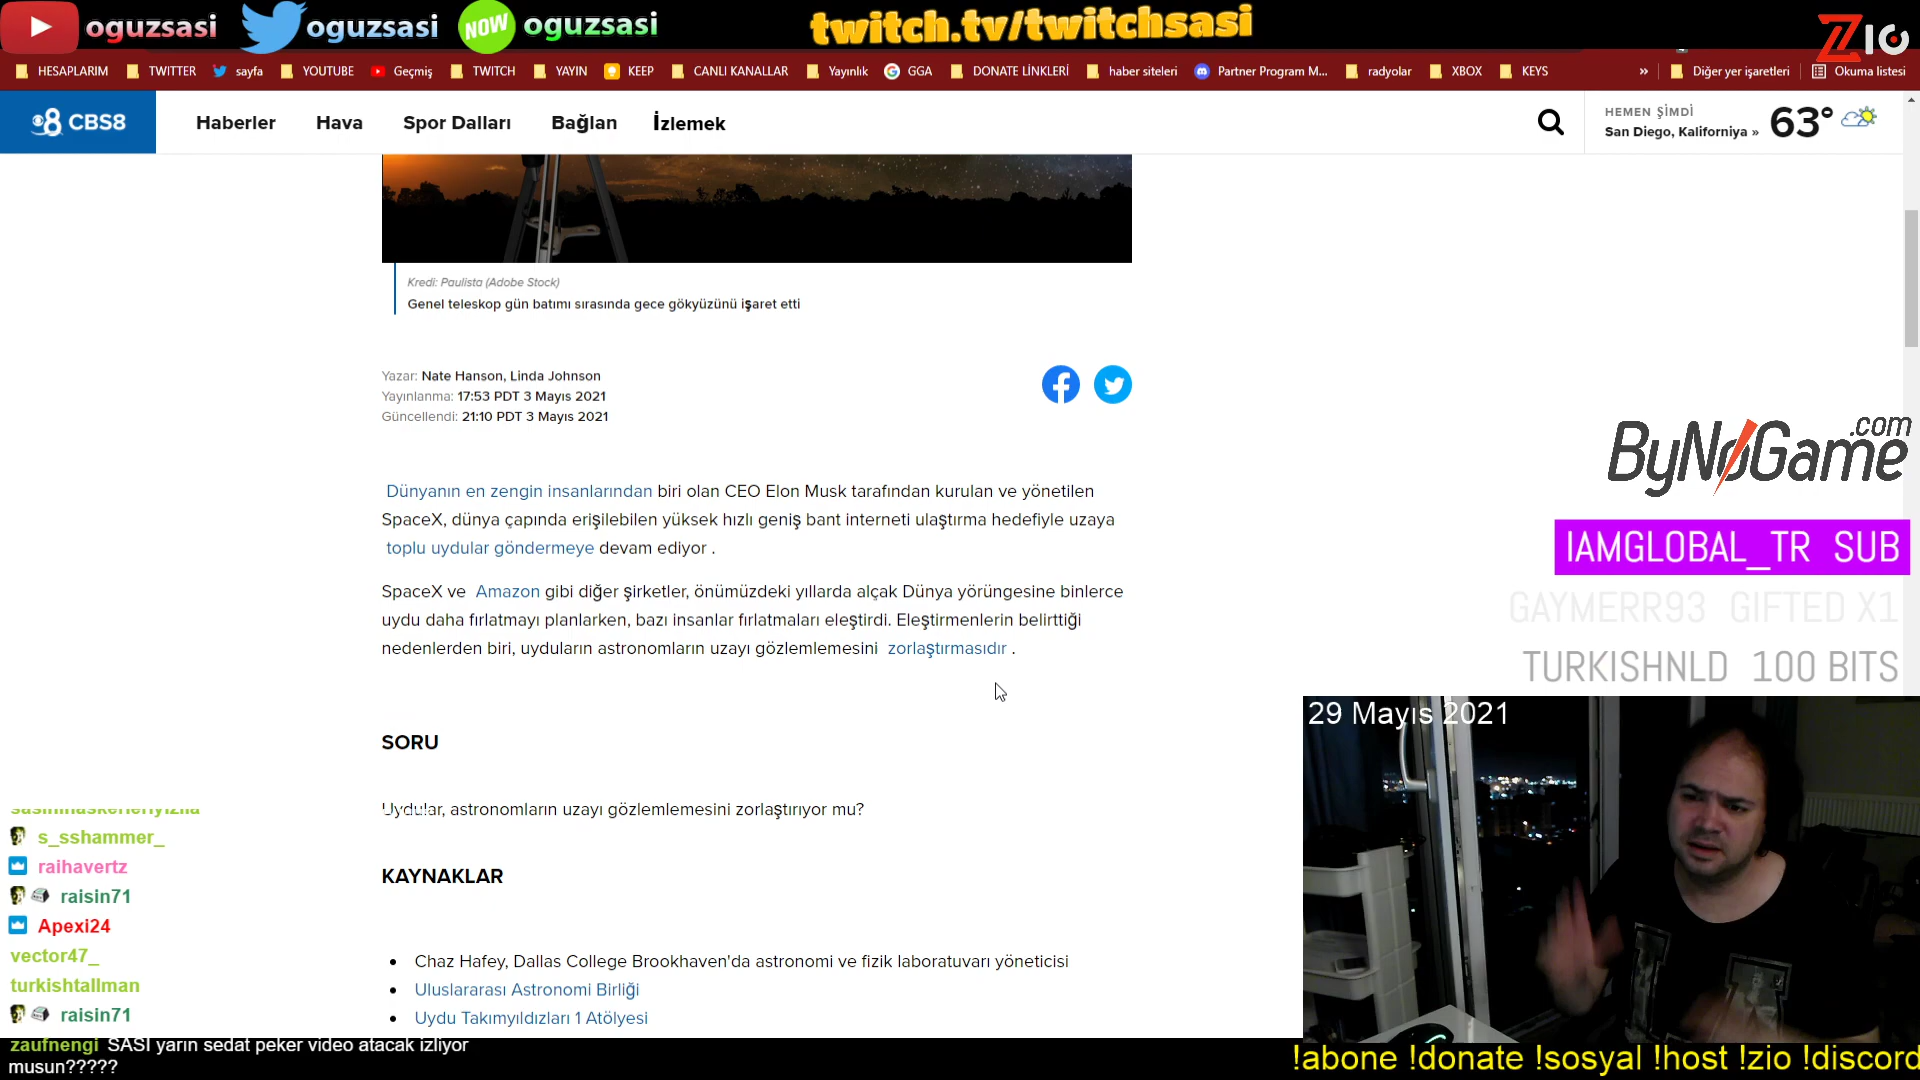 oguzsasi oguzsasi NOW oguzsasi twitch.tv/twitchsasi ZIO
HESAPLARIM TWITTER sayfa YOUTUBE Geçmiş TWITCH YAYIN KEEP CANLI KANALLAR Yayınlık GGA DONATE LİNKLERİ haber siteleri Partner Program M... radyolar XBOX KEYS » Diğer yer işaretleri Okuma listesi
8 CBS8 Haberler Hava Spor Dalları Bağlan İzlemek
HEMEN ŞİMDİ
San Diego, Kaliforniya » 63°
Kredi: Paulista (Adobe Stock)
Genel teleskop gün batımı sırasında gece gökyüzünü işaret etti
Yazar: Nate Hanson, Linda Johnson
Yayınlanma: 17:53 PDT 3 Mayıs 2021
Güncellendi: 21:10 PDT 3 Mayıs 2021
Dünyanın en zengin insanlarından biri olan CEO Elon Musk tarafından kurulan ve yönetilen
SpaceX, dünya çapında erişilebilen yüksek hızlı geniş bant interneti ulaştırma hedefiyle uzaya
toplu uydular göndermeye devam ediyor .
SpaceX ve Amazon gibi diğer şirketler, önümüzdeki yıllarda alçak Dünya yörüngesine binlerce
uydu daha fırlatmayı planlarken, bazı insanlar fırlatmaları eleştirdi. Eleştirmenlerin belirttiği
nedenlerden biri, uyduların astronomların uzayı gözlemlemesini zorlaştırmasıdır .
SORU
Uydular, astronomların uzayı gözlemlemesini zorlaştırıyor mu?
KAYNAKLAR
Chaz Hafey, Dallas College Brookhaven'da astronomi ve fizik laboratuvarı yöneticisi
Uluslararası Astronomi Birliği
Uydu Takımyıldızları 1 Atölyesi
ByNoGame.com
IAMGLOBAL_TR SUB
GAYMERR93 GIFTED X1
TURKISHNLD 100 BITS
29 Mayıs 2021
s_sshammer_
raihavertz
raisin71
Apexi24
vector47_
turkishtallman
raisin71
zaufnengi SASI yarın sedat peker video atacak izliyor
musun?????
!abone !donate !sosyal !host !zio !discord